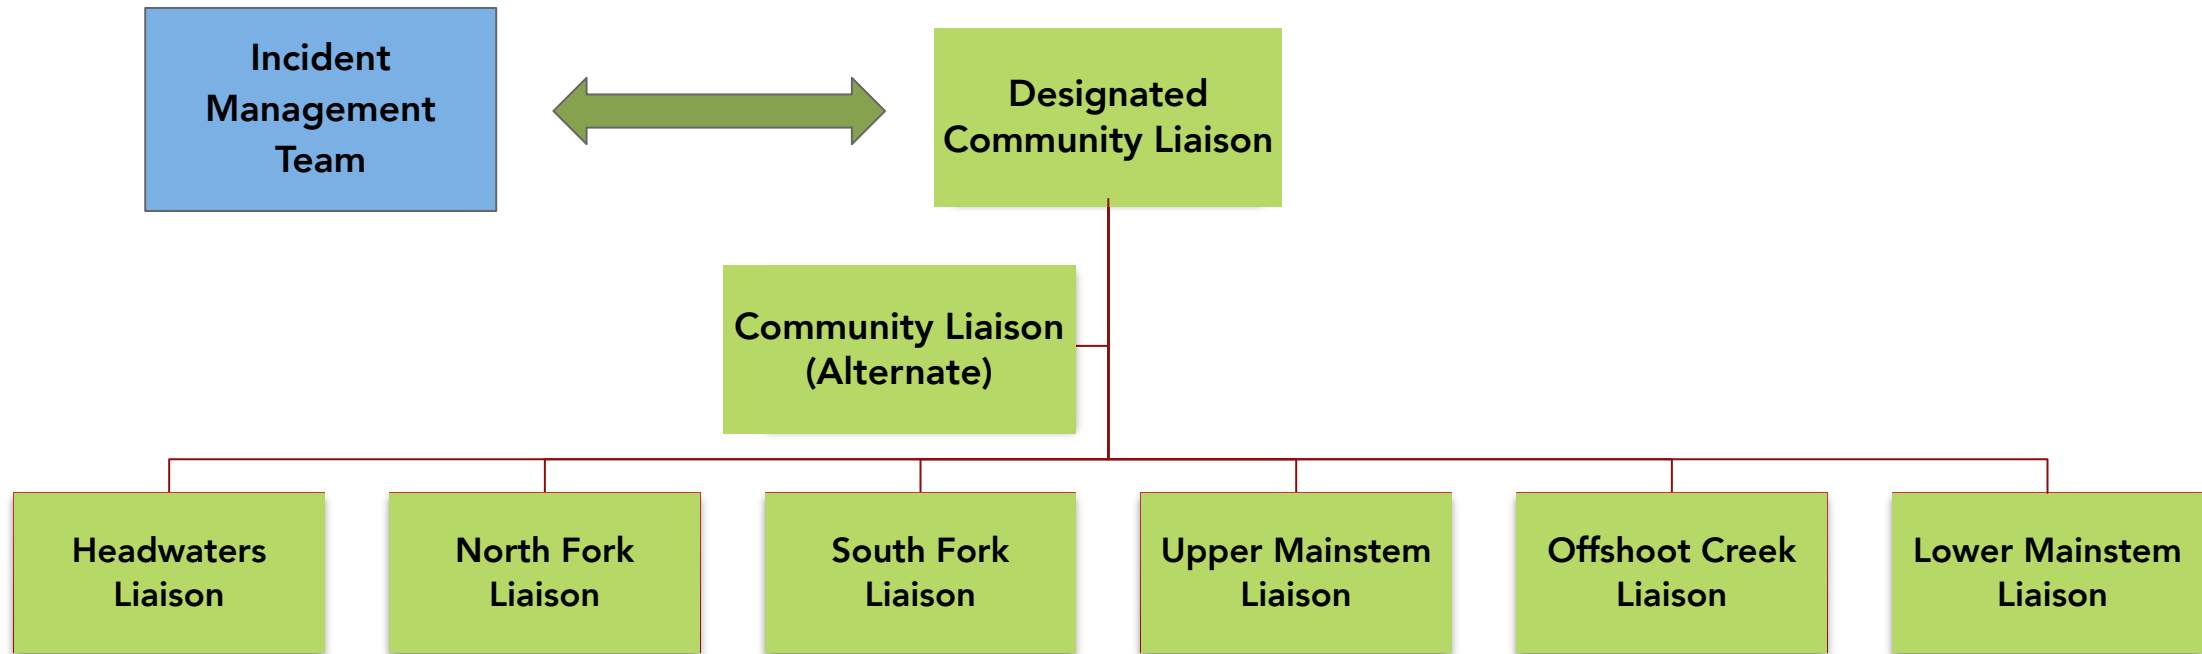 Incident
Management
Team
Designated
Community Liaison
Community Liaison
(Alternate)
Headwaters
Liaison
North Fork
Liaison
South Fork
Liaison
Upper Mainstem
Liaison
Offshoot Creek
Liaison
Lower Mainstem
Liaison